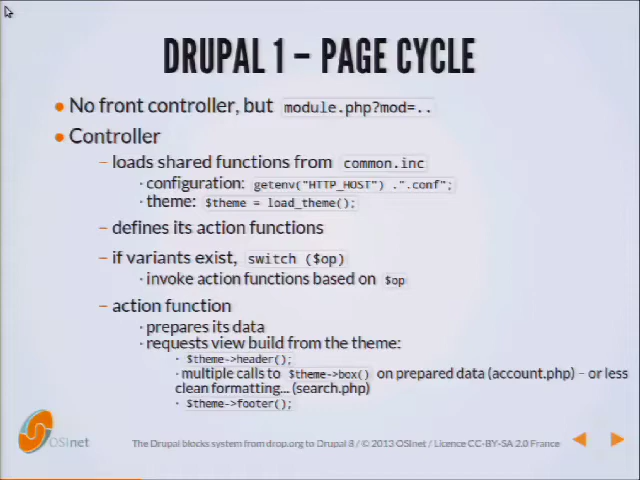 DRUPAL 1 – PAGE CYCLE
No front controller, but module.php?mod=..
Controller
– loads shared functions from common.inc
· configuration: getenv("HTTP_HOST") .".conf";
· theme: $theme = load_theme();
– defines its action functions
– if variants exist, switch ($op)
· invoke action functions based on $op
– action function
· prepares its data
· requests view build from the theme:
· $theme->header();
· multiple calls to $theme->box() on prepared data (account.php) – or less
clean formatting... (search.php)
· $theme->footer();
OSInet
The Drupal blocks system from drop.org to Drupal 8 / © 2013 OSInet / Licence CC-BY-SA 2.0 France